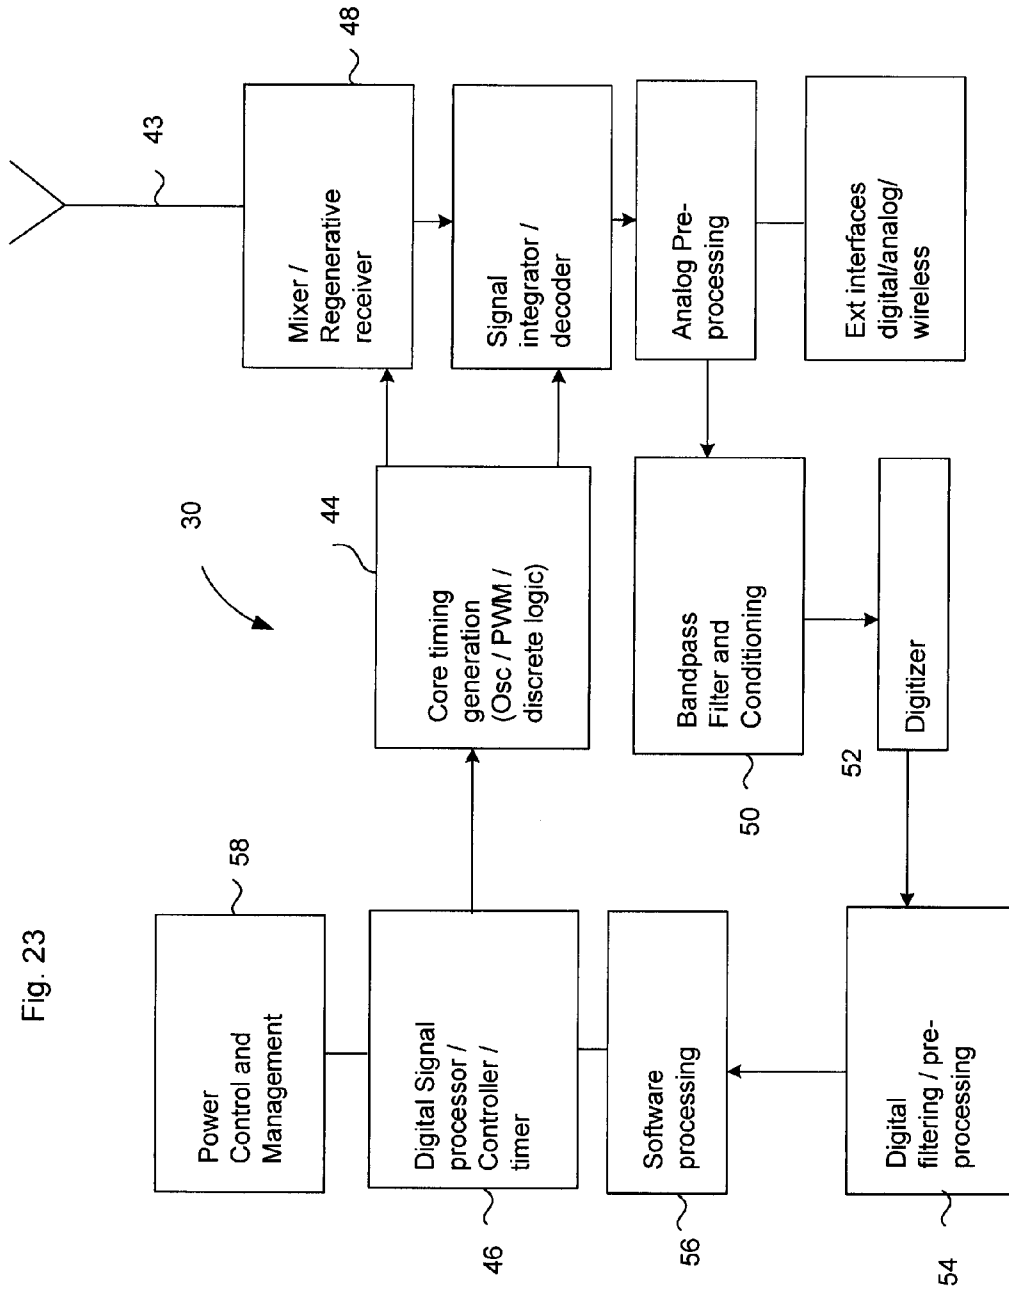 Fig. 23
58
Power
Control and
Management
46
Digital Signal
processor /
Controller /
timer
56
Software
processing
54
Digital
filtering / pre-
processing
30
44
Core timing
generation
(Osc / PWM /
discrete logic)
50
Bandpass
Filter and
Conditioning
52
Digitizer
43
48
Mixer /
Regenerative
receiver
Signal
integrator /
decoder
Analog Pre-
processing
Ext interfaces
digital/analog/
wireless